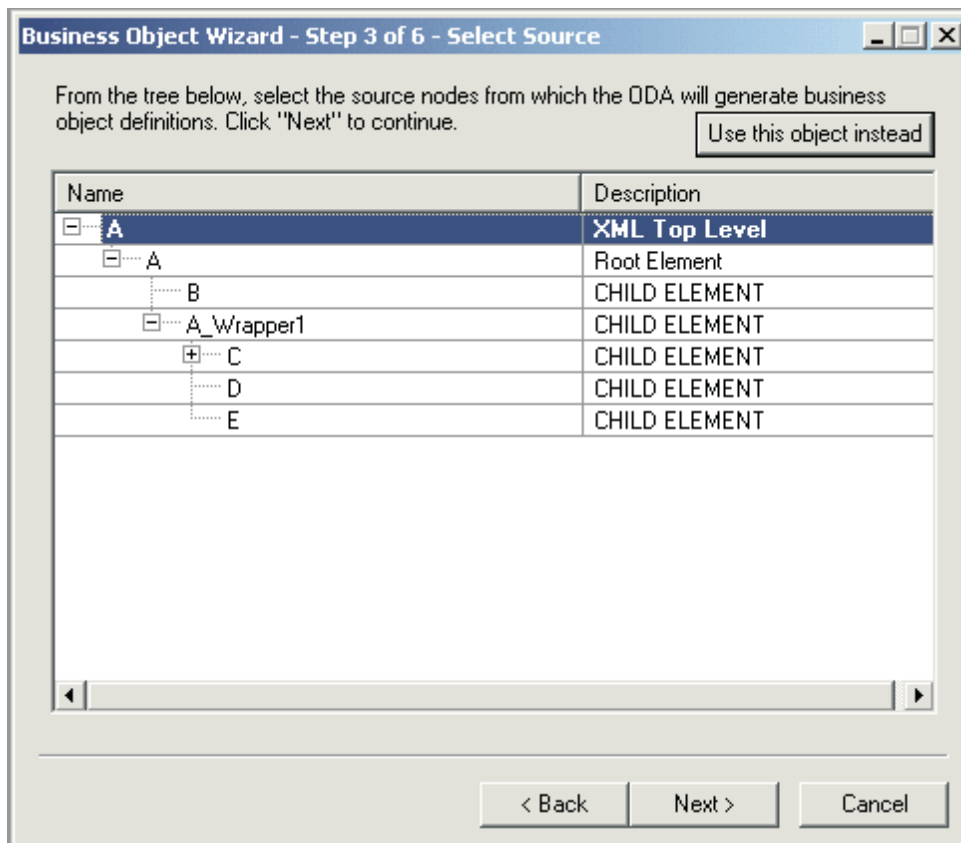 Business Object Wizard - Step 3 of 6 - Select Source
From the tree below, select the source nodes from which the ODA will generate business
object definitions. Click "Next" to continue.
Use this object instead
Name Description
A XML Top Level
A Root Element
B CHILD ELEMENT
A_Wrapper1 CHILD ELEMENT
C CHILD ELEMENT
D CHILD ELEMENT
E CHILD ELEMENT
< Back Next > Cancel